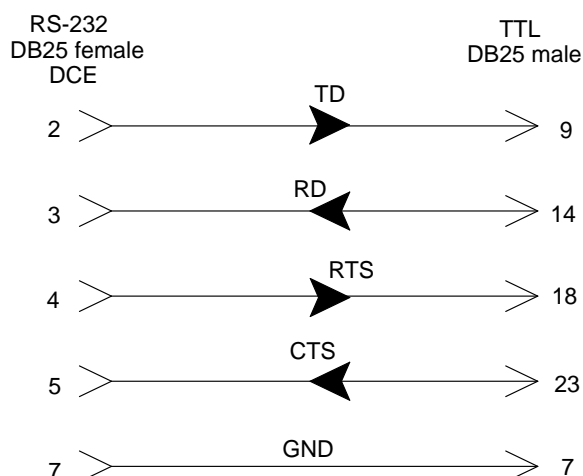 RS-232
DB25 female
DCE
TTL
DB25 male
TD
2
9
RD
3
14
RTS
4
18
CTS
5
23
GND
7
7